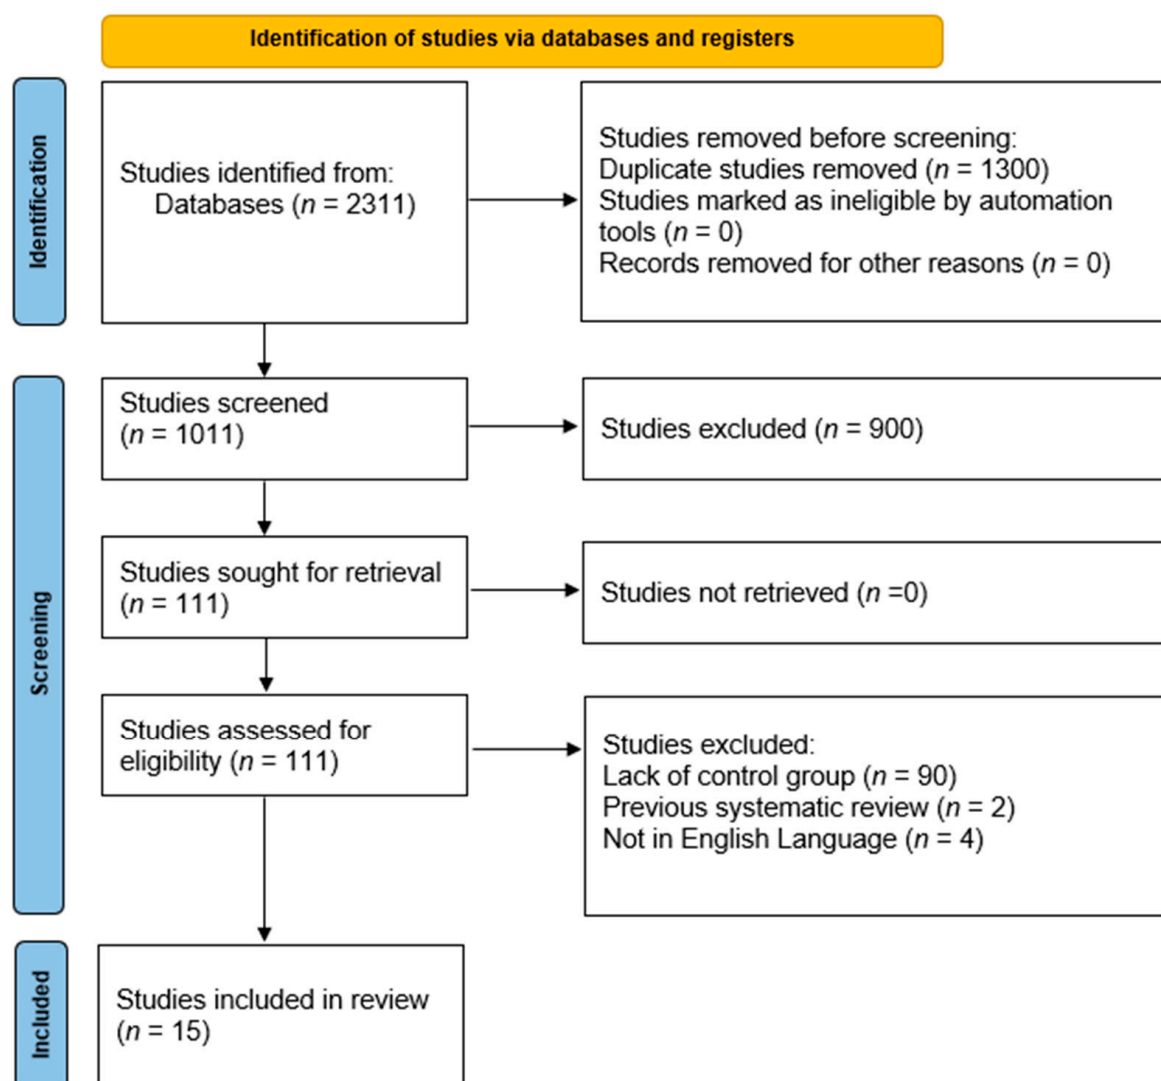 Identification of studies via databases and registers
Identification
Studies identified from:
Databases (n = 2311)
Studies removed before screening:
Duplicate studies removed (n = 1300)
Studies marked as ineligible by automation
tools (n = 0)
Records removed for other reasons (n = 0)
Screening
Studies screened
(n = 1011)
Studies excluded (n = 900)
Studies sought for retrieval
(n = 111)
Studies not retrieved (n =0)
Studies assessed for
eligibility (n = 111)
Studies excluded:
Lack of control group (n = 90)
Previous systematic review (n = 2)
Not in English Language (n = 4)
Included
Studies included in review
(n = 15)